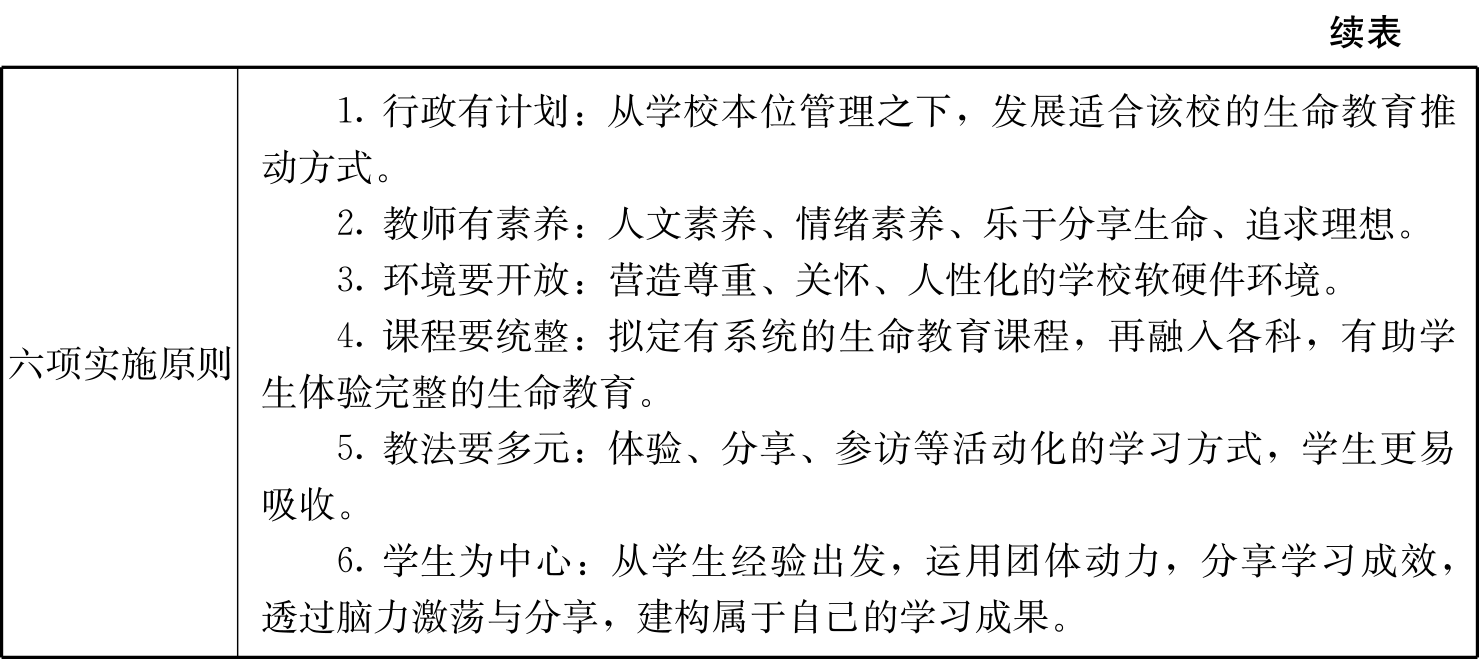 续表
1. 行政有计划：从学校本位管理之下，发展适合该校的生命教育推
动方式。
2. 教师有素养：人文素养、情绪素养、乐于分享生命、追求理想。
3. 环境要开放：营造尊重、关怀、人性化的学校软硬件环境。
4. 课程要统整：拟定有系统的生命教育课程，再融入各科，有助学
六项实施原则
生体验完整的生命教育。
5. 教法要多元：体验、分享、参访等活动化的学习方式，学生更易
吸收。
6. 学生为中心：从学生经验出发，运用团体动力，分享学习成效，
透过脑力激荡与分享，建构属于自己的学习成果。